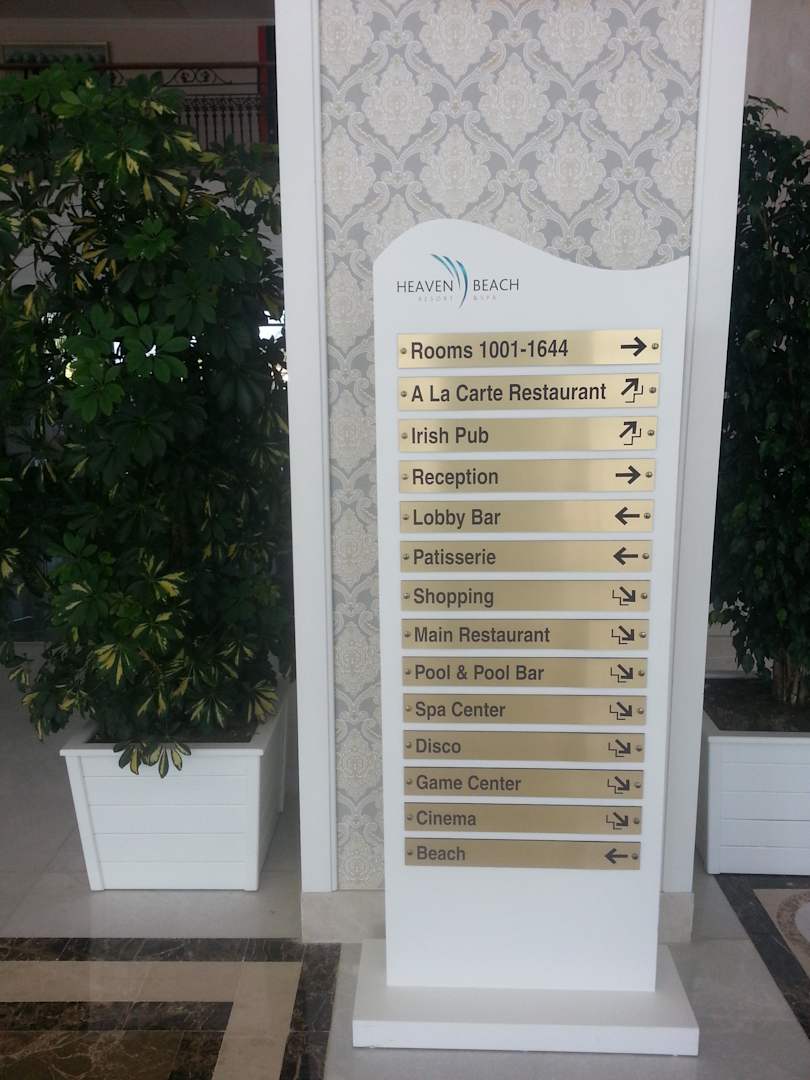 HEAVEN BEACH
RESORT & SPA
Rooms 1001-1644
A La Carte Restaurant
Irish Pub
Reception
Lobby Bar
Patisserie
Shopping
Main Restaurant
Pool & Pool Bar
Spa Center
Disco
Game Center
Cinema
Beach